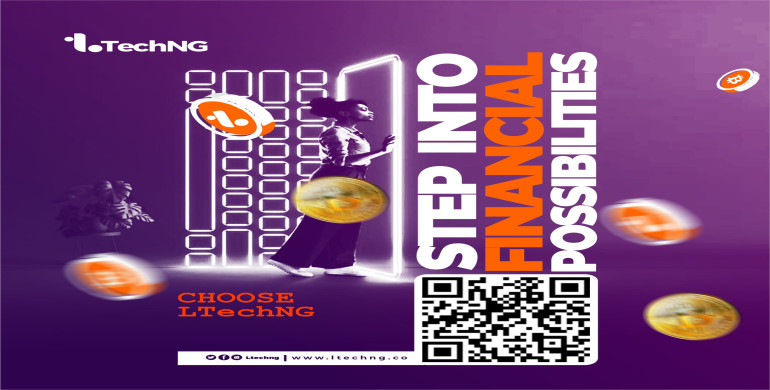 LTechNG
STEP INTO
FINANCIAL
POSSIBILITIES
CHOOSE
LTechNG
Ltechng | www.ltechng.co